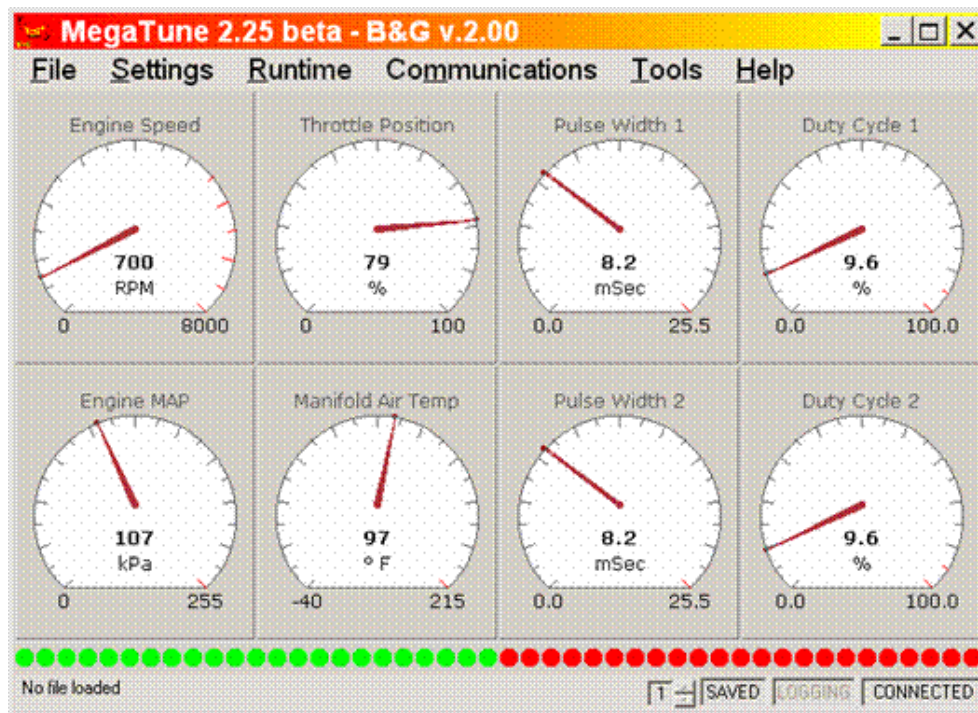 MegaTune 2.25 beta - B&G v.2.00
File Settings Runtime Communications Tools Help
Engine Speed Throttle Position Pulse Width 1 Duty Cycle 1
700 79 8.2 9.6
RPM % mSec %
0 8000 0 100 0.0 25.5 0.0 100.0
Engine MAP Manifold Air Temp Pulse Width 2 Duty Cycle 2
107 97 8.2 9.6
kPa ° F mSec %
0 255 -40 215 0.0 25.5 0.0 100.0
No file loaded 1 SAVED LOGGING CONNECTED